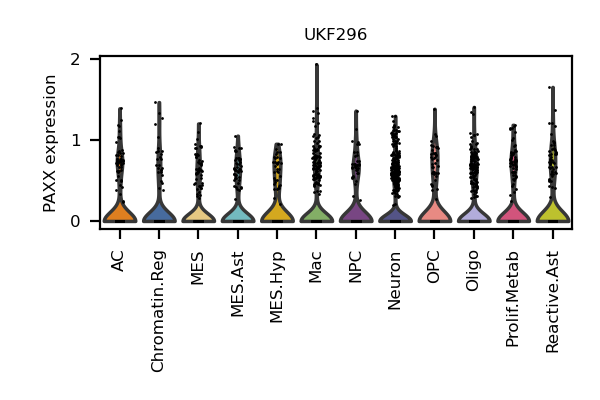 UKF296
PAXX expression
2
1
0
AC
Chromatin.Reg
MES
MES.Ast
MES.Hyp
Mac
NPC
Neuron
OPC
Oligo
Prolif.Metab
Reactive.Ast